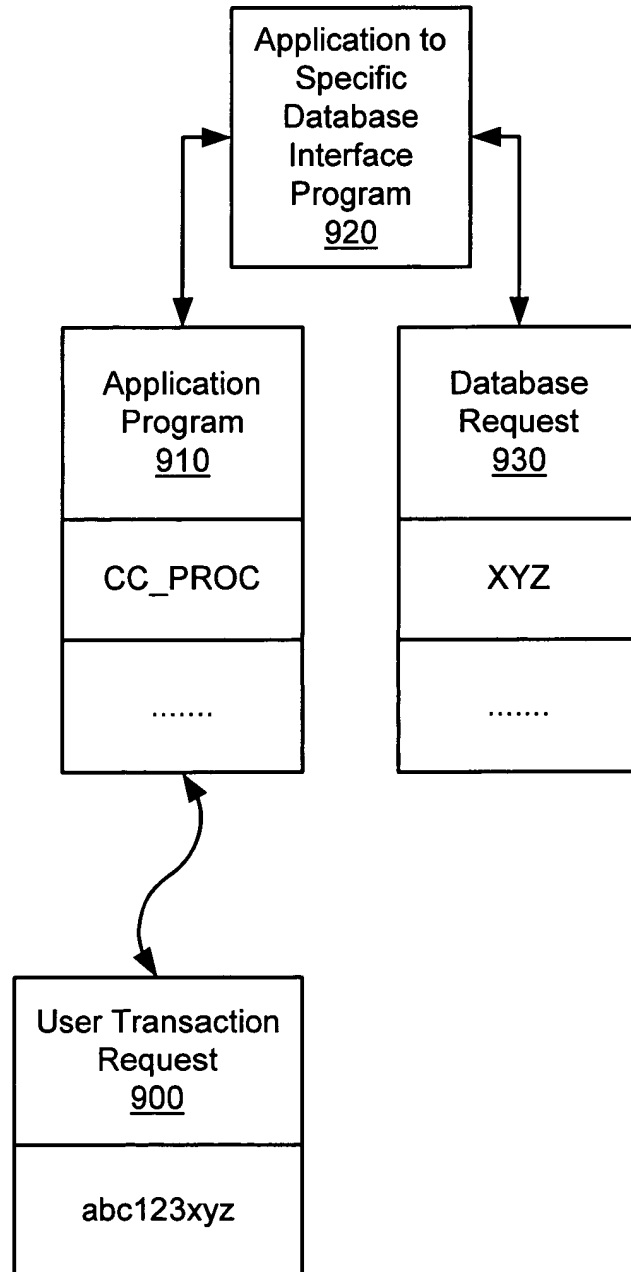 Application to
Specific
Database
Interface
Program
920
Application
Program
910
CC_PROC
.......
Database
Request
930
XYZ
.......
User Transaction
Request
900
abc123xyz